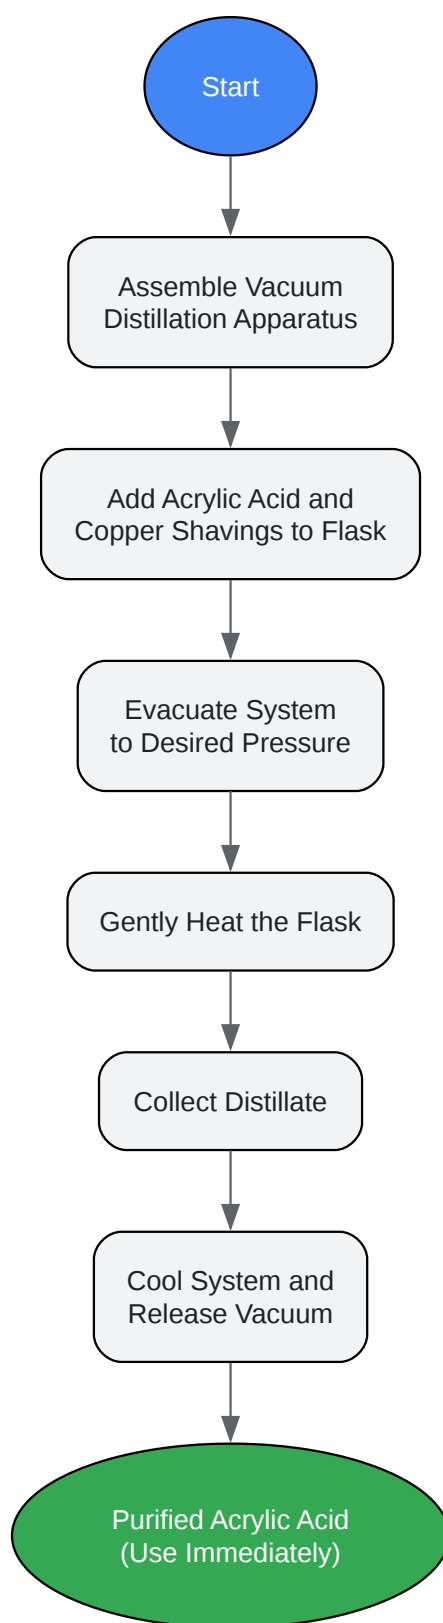 Start
Assemble Vacuum
Distillation Apparatus
Add Acrylic Acid and
Copper Shavings to Flask
Evacuate System
to Desired Pressure
Gently Heat the Flask
Collect Distillate
Cool System and
Release Vacuum
Purified Acrylic Acid
(Use Immediately)